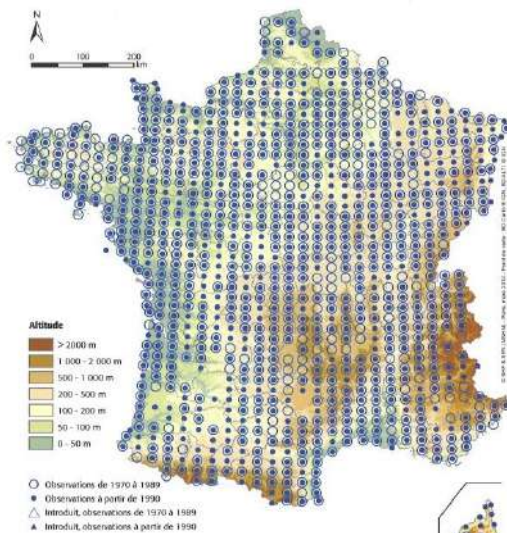 N
0 100 200
km
Altitude
> 2000 m
1 000 - 2 000 m
500 - 1 000 m
200 - 500 m
100 - 200 m
50 - 100 m
0 - 50 m
Observations de 1970 à 1989
Observations à partir de 1990
Introduit, observations de 1970 à 1989
Introduit, observations à partir de 1990